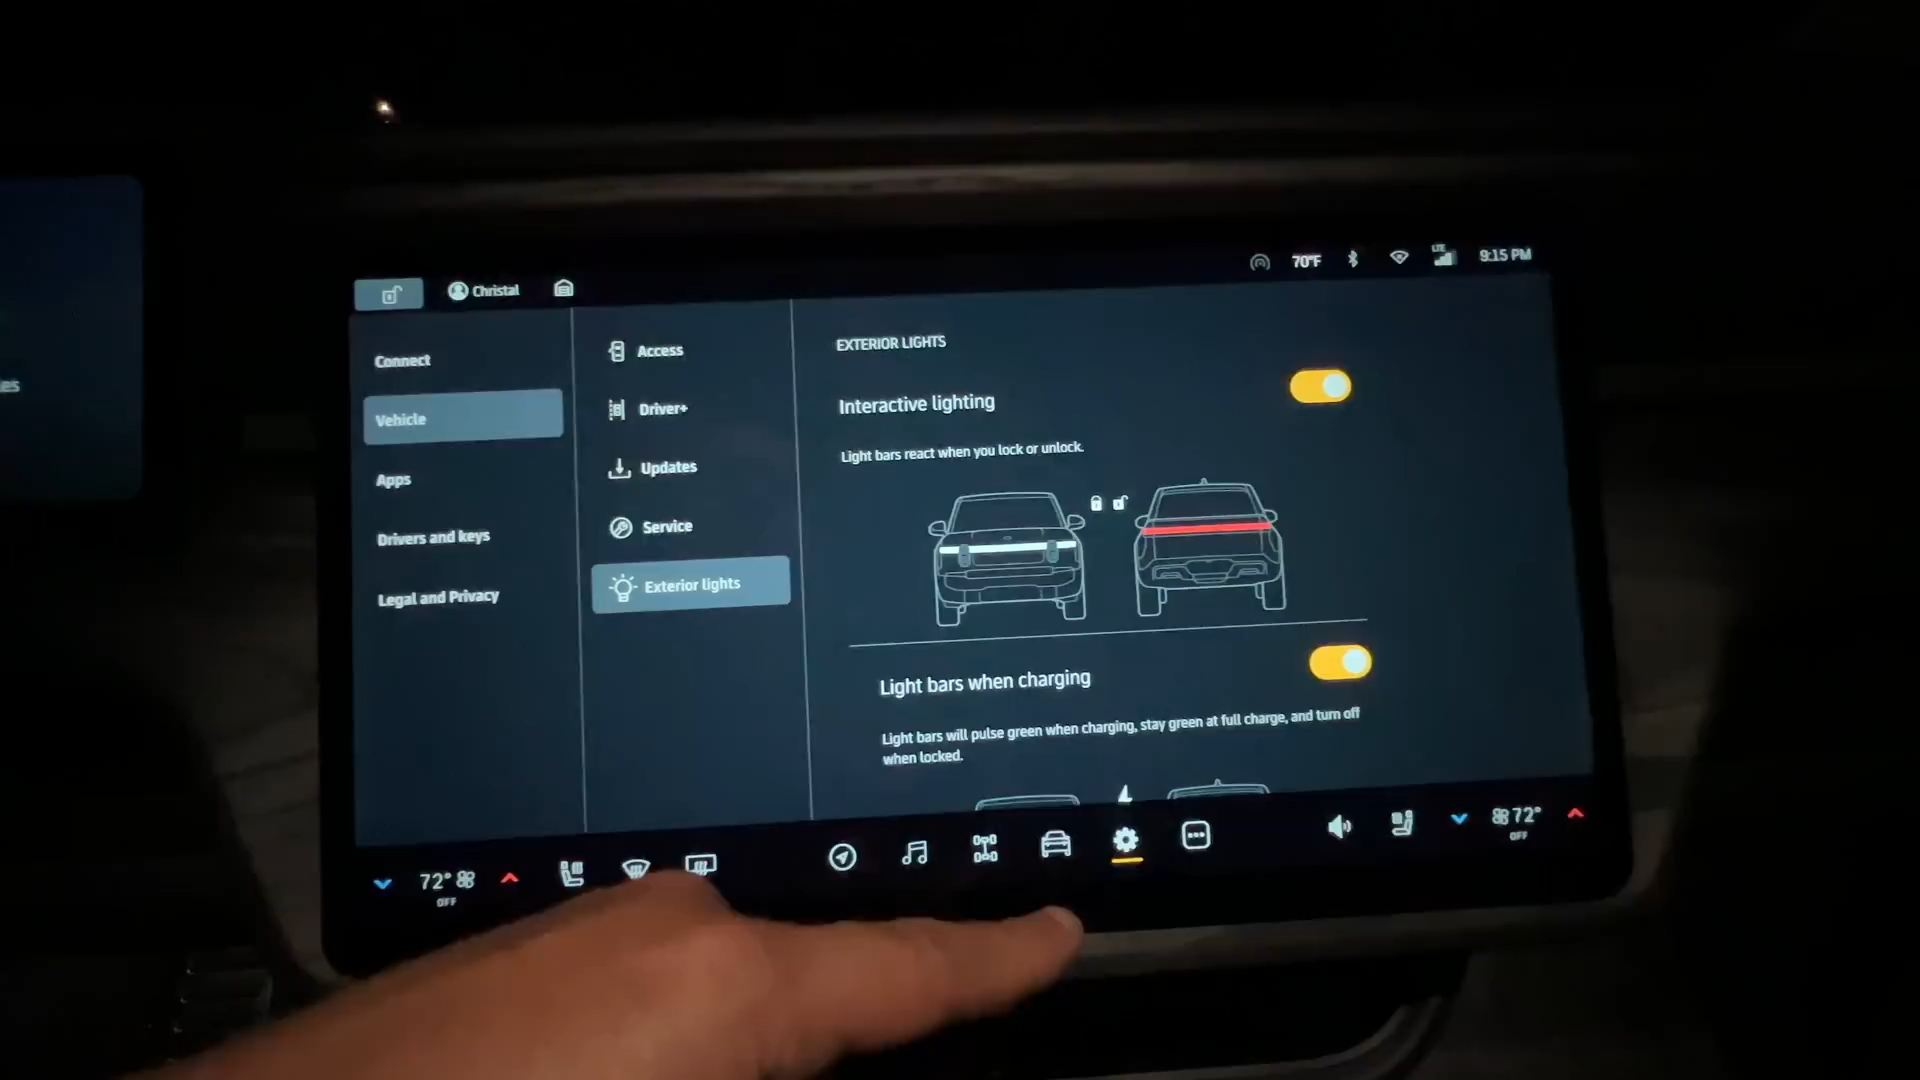 Christal
70°F
LTE
9:15 PM
es
Connect
Vehicle
Apps
Drivers and keys
Legal and Privacy
Access
Driver+
Updates
Service
Exterior lights
EXTERIOR LIGHTS
Interactive lighting
Light bars react when you lock or unlock.
Light bars when charging
Light bars will pulse green when charging, stay green at full charge, and turn off
when locked.
72°
OFF
72°
OFF